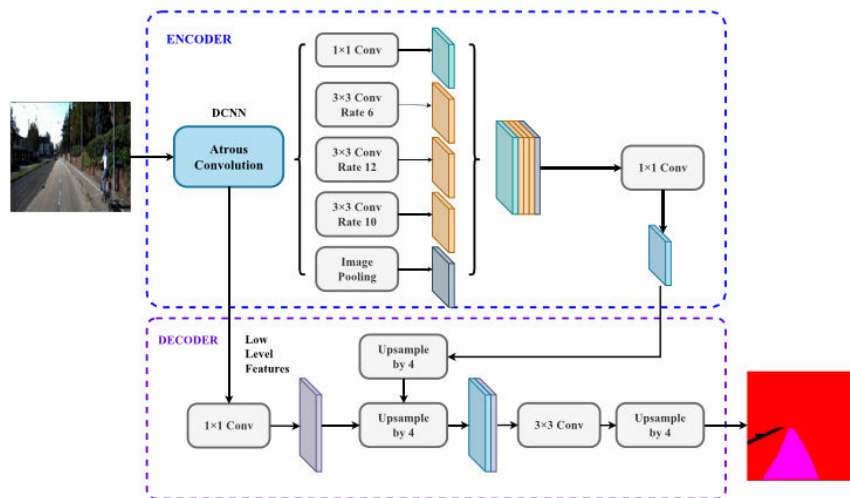 ENCODER
DCNN
Atrous
Convolution
1×1 Conv
3×3 Conv
Rate 6
3×3 Conv
Rate 12
3×3 Conv
Rate 10
Image
Pooling
1×1 Conv
DECODER
Low
Level
Features
Upsample
by 4
1×1 Conv
Upsample
by 4
3×3 Conv
Upsample
by 4